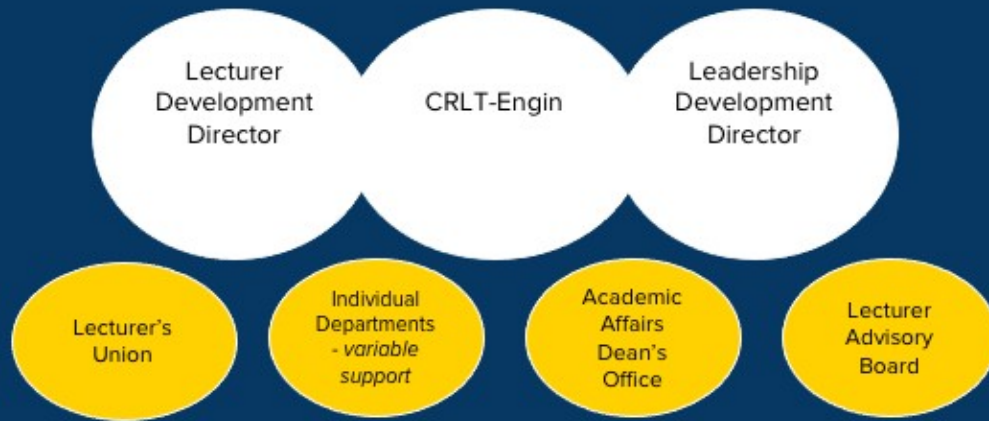 Lecturer
Development
Director
CRLT-Engin
Leadership
Development
Director
Lecturer's
Union
Individual
Departments
- variable
support
Academic
Affairs
Dean's
Office
Lecturer
Advisory
Board